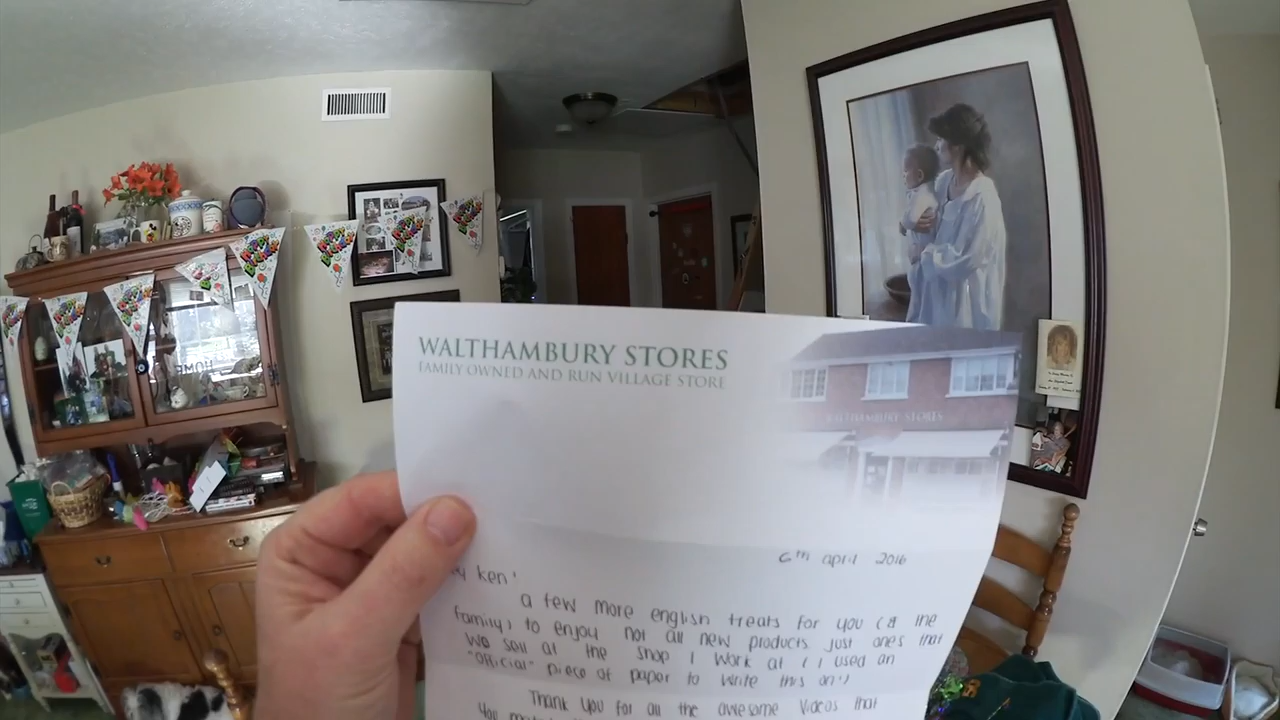 WALTHAMBURY STORES
FAMILY OWNED AND RUN VILLAGE STORE
WALTHAMBURY STORES
6th april 2016
ken'
a few more english treats for you (& the
family) to enjoy not all new products just one's that
we sell at the shop I work at ( I used an
"Official" piece of paper to write this on!)
Thank you for all the awesome videos that
HOME